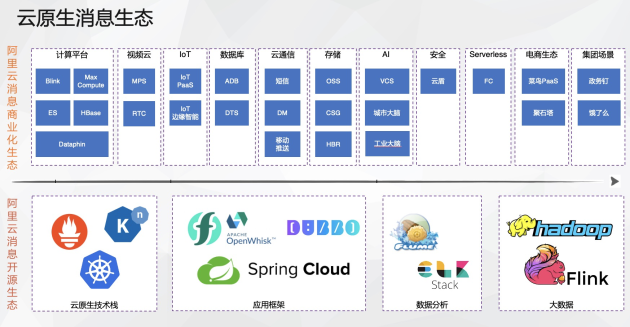 云原生消息生态
阿里云消息商业化生态
计算平台
Blink
Max
Compute
ES
HBase
Dataphin
视频云
MPS
RTC
IoT
IoT
PaaS
IoT
边缘智能
数据库
ADB
DTS
云通信
短信
DM
移动
推送
存储
OSS
CSG
HBR
AI
VCS
城市大脑
工业大脑
安全
云盾
Serverless
FC
电商生态
菜鸟PaaS
聚石塔
集团场景
政务钉
饿了么
阿里云消息开源生态
K
n
云原生技术栈
APACHE
OpenWhisk™
DUBBO
Spring Cloud
应用框架
FLUME
ELK
Stack
数据分析
hadoop
Flink
大数据